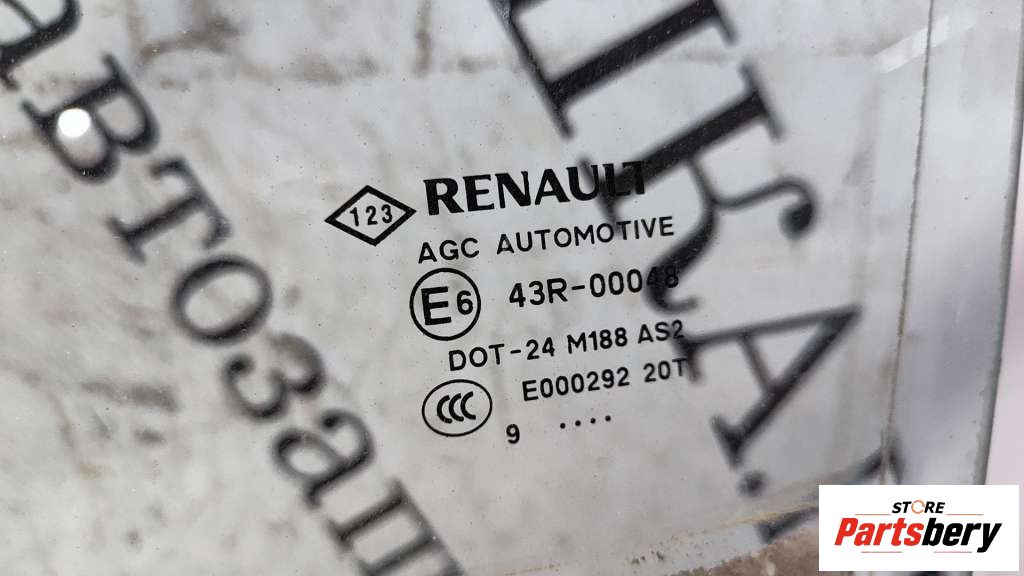 автозап
123 RENAULT
AGC AUTOMOTIVE
E6 43R-00048
DOT-24 M188 AS2
CCC E000292 20T
9 ....
STORE
Partsbery